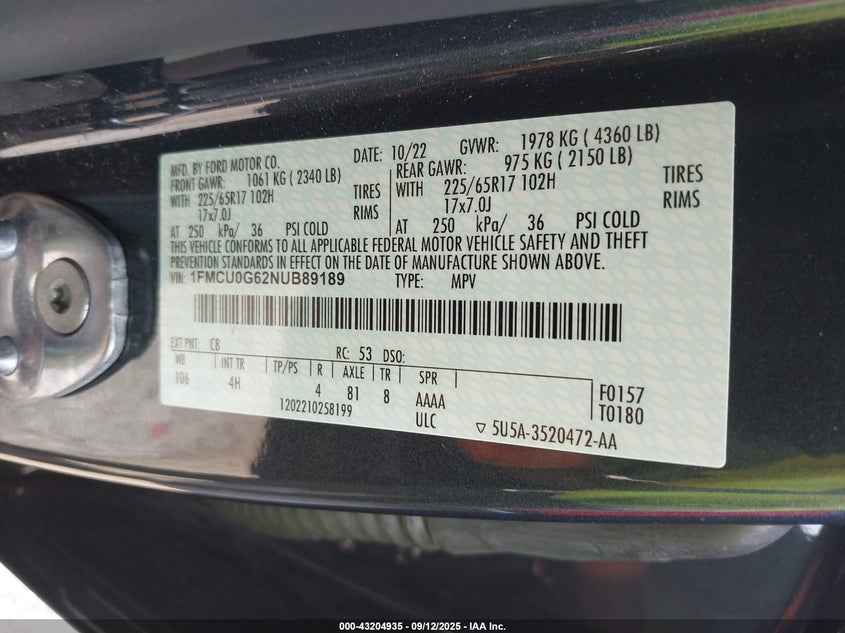 MFD. BY FORD MOTOR CO.
DATE: 10/22 GVWR: 1978 KG ( 4360 LB)
FRONT GAWR: 1061 KG ( 2340 LB)
REAR GAWR: 975 KG ( 2150 LB)
WITH 225/65R17 102H TIRES
WITH 225/65R17 102H TIRES
17x7.0J RIMS
17x7.0J RIMS
AT 250 kPa/ 36 PSI COLD
AT 250 kPa/ 36 PSI COLD
THIS VEHICLE CONFORMS TO ALL APPLICABLE FEDERAL MOTOR VEHICLE SAFETY AND THEFT
PREVENTION STANDARDS IN EFFECT ON THE DATE OF MANUFACTURE SHOWN ABOVE.
VIN: 1FMCU0G62NUB89189 TYPE: MPV
EXT PNT: CB RC: 53 DSO:
WB INT TR TP/PS R AXLE TR SPR
106 4H 4 81 8 AAAA
1202210258199 ULC
F0157
T0180
▽ 5U5A-3520472-AA
000-43204935 - 09/12/2025 - IAA Inc.